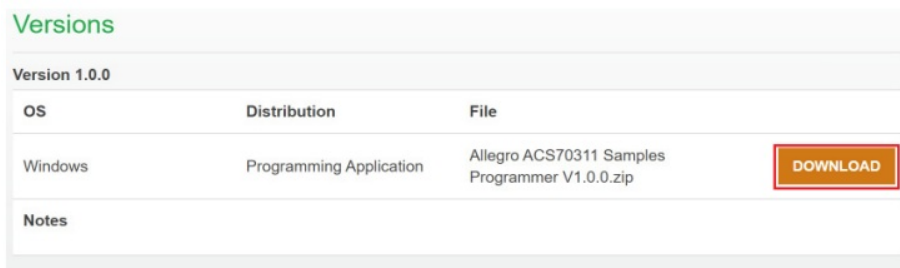 Versions
Version 1.0.0
OS Distribution File
Windows Programming Application Allegro ACS70311 Samples
Programmer V1.0.0.zip DOWNLOAD
Notes